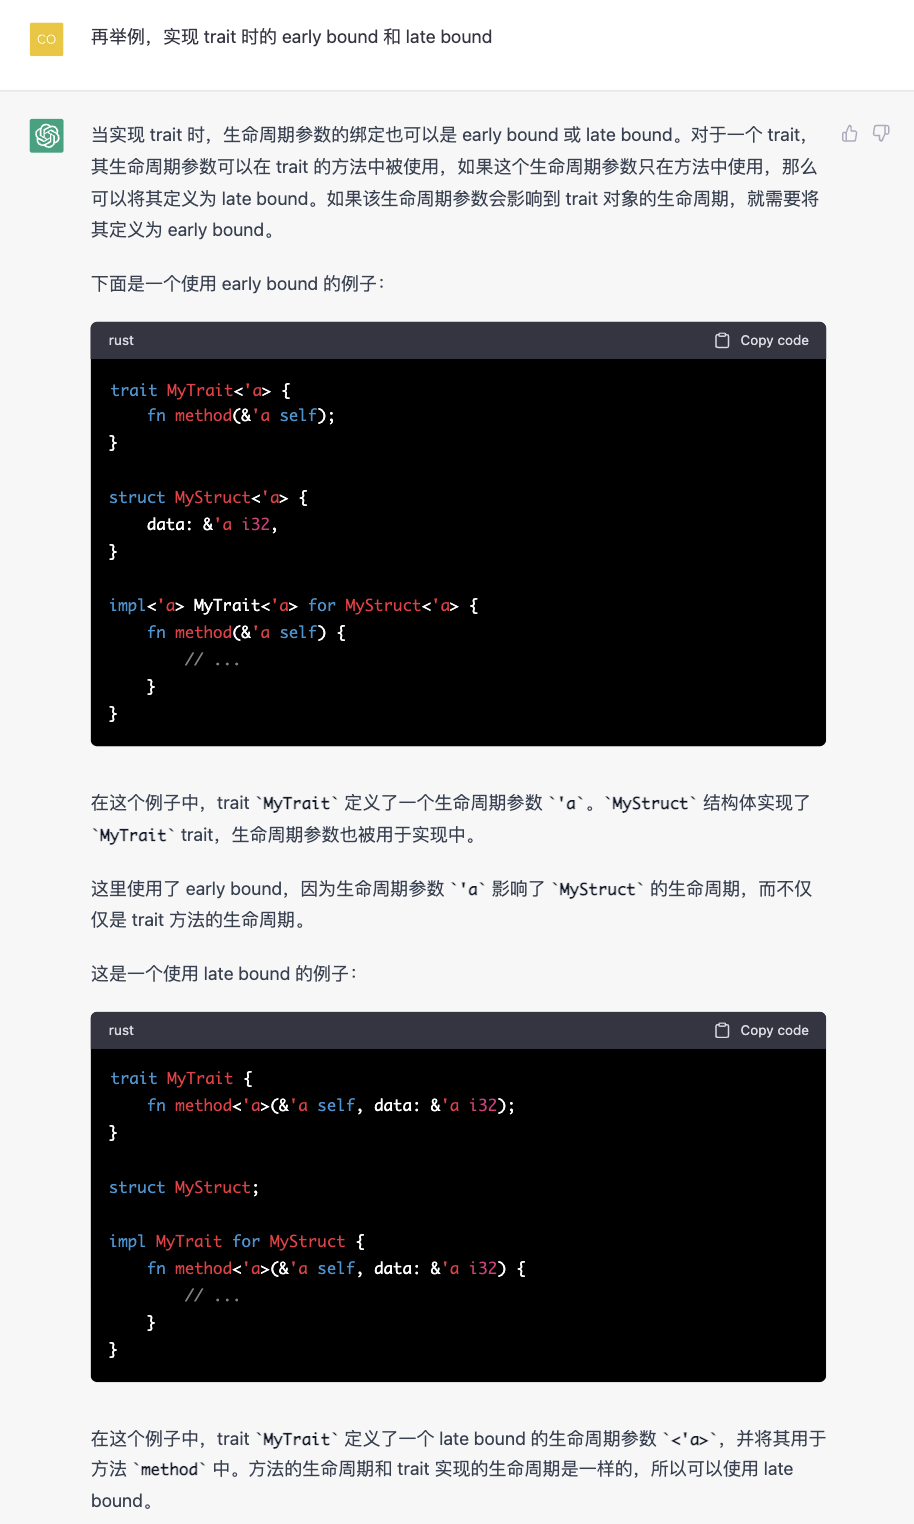 CO
再举例，实现 trait 时的 early bound 和 late bound
当实现 trait 时，生命周期参数的绑定也可以是 early bound 或 late bound。对于一个 trait，
其生命周期参数可以在 trait 的方法中被使用，如果这个生命周期参数只在方法中使用，那么
可以将其定义为 late bound。如果该生命周期参数会影响到 trait 对象的生命周期，就需要将
其定义为 early bound。
下面是一个使用 early bound 的例子：
rust
Copy code
trait MyTrait<'a> {
    fn method(&'a self);
}
struct MyStruct<'a> {
    data: &'a i32,
}
impl<'a> MyTrait<'a> for MyStruct<'a> {
    fn method(&'a self) {
        // ...
    }
}
在这个例子中，trait `MyTrait` 定义了一个生命周期参数 `'a`。`MyStruct` 结构体实现了
`MyTrait` trait，生命周期参数也被用于实现中。
这里使用了 early bound，因为生命周期参数 `'a` 影响了 `MyStruct` 的生命周期，而不仅
仅是 trait 方法的生命周期。
这是一个使用 late bound 的例子：
rust
Copy code
trait MyTrait {
    fn method<'a>(&'a self, data: &'a i32);
}
struct MyStruct;
impl MyTrait for MyStruct {
    fn method<'a>(&'a self, data: &'a i32) {
        // ...
    }
}
在这个例子中，trait `MyTrait` 定义了一个 late bound 的生命周期参数 `<'a>`，并将其用于
方法 `method` 中。方法的生命周期和 trait 实现的生命周期是一样的，所以可以使用 late
bound。